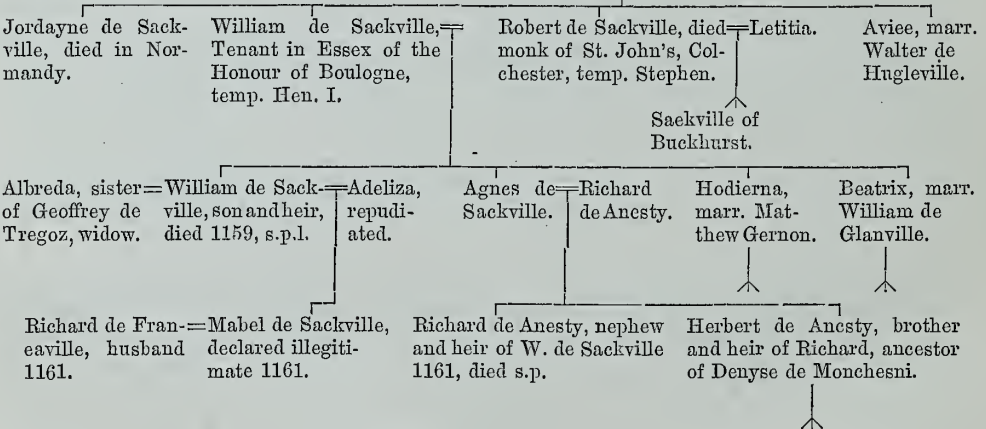 Jordayne de Sack-
ville, died in Nor-
mandy.
William de Sackville,
Tenant in Essex of the
Honour of Boulogne,
temp. Hen. I.
Robert de Sackville, died
monk of St. John's, Col-
chester, temp. Stephen.
Letitia.
Aviee, marr.
Walter de
Hugleville.
Saekville of
Buckhurst.
Albreda, sister
of Geoffrey de
Tregoz, widow.
William de Sack-
ville, son and heir,
died 1159, s.p.l.
Adeliza,
repudi-
ated.
Agnes de
Sackville.
Richard
de Anesty.
Hodierna,
marr. Mat-
thew Gernon.
Beatrix, marr.
William de
Glanville.
Richard de Fran-
eaville, husband
1161.
Mabel de Sackville,
declared illegiti-
mate 1161.
Richard de Anesty, nephew
and heir of W. de Sackville
1161, died s.p.
Herbert de Anesty, brother
and heir of Richard, ancestor
of Denyse de Monchesni.